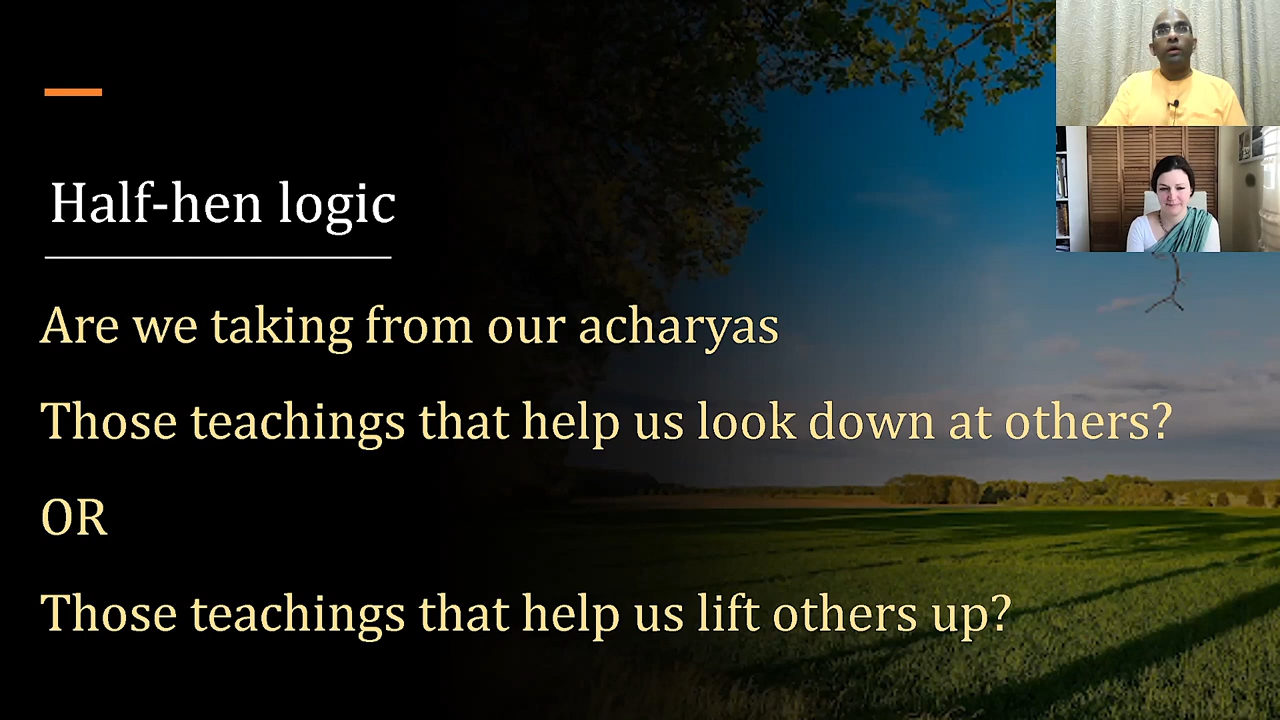 Half-hen logic
Are we taking from our acharyas
Those teachings that help us look down at others?
OR
Those teachings that help us lift others up?